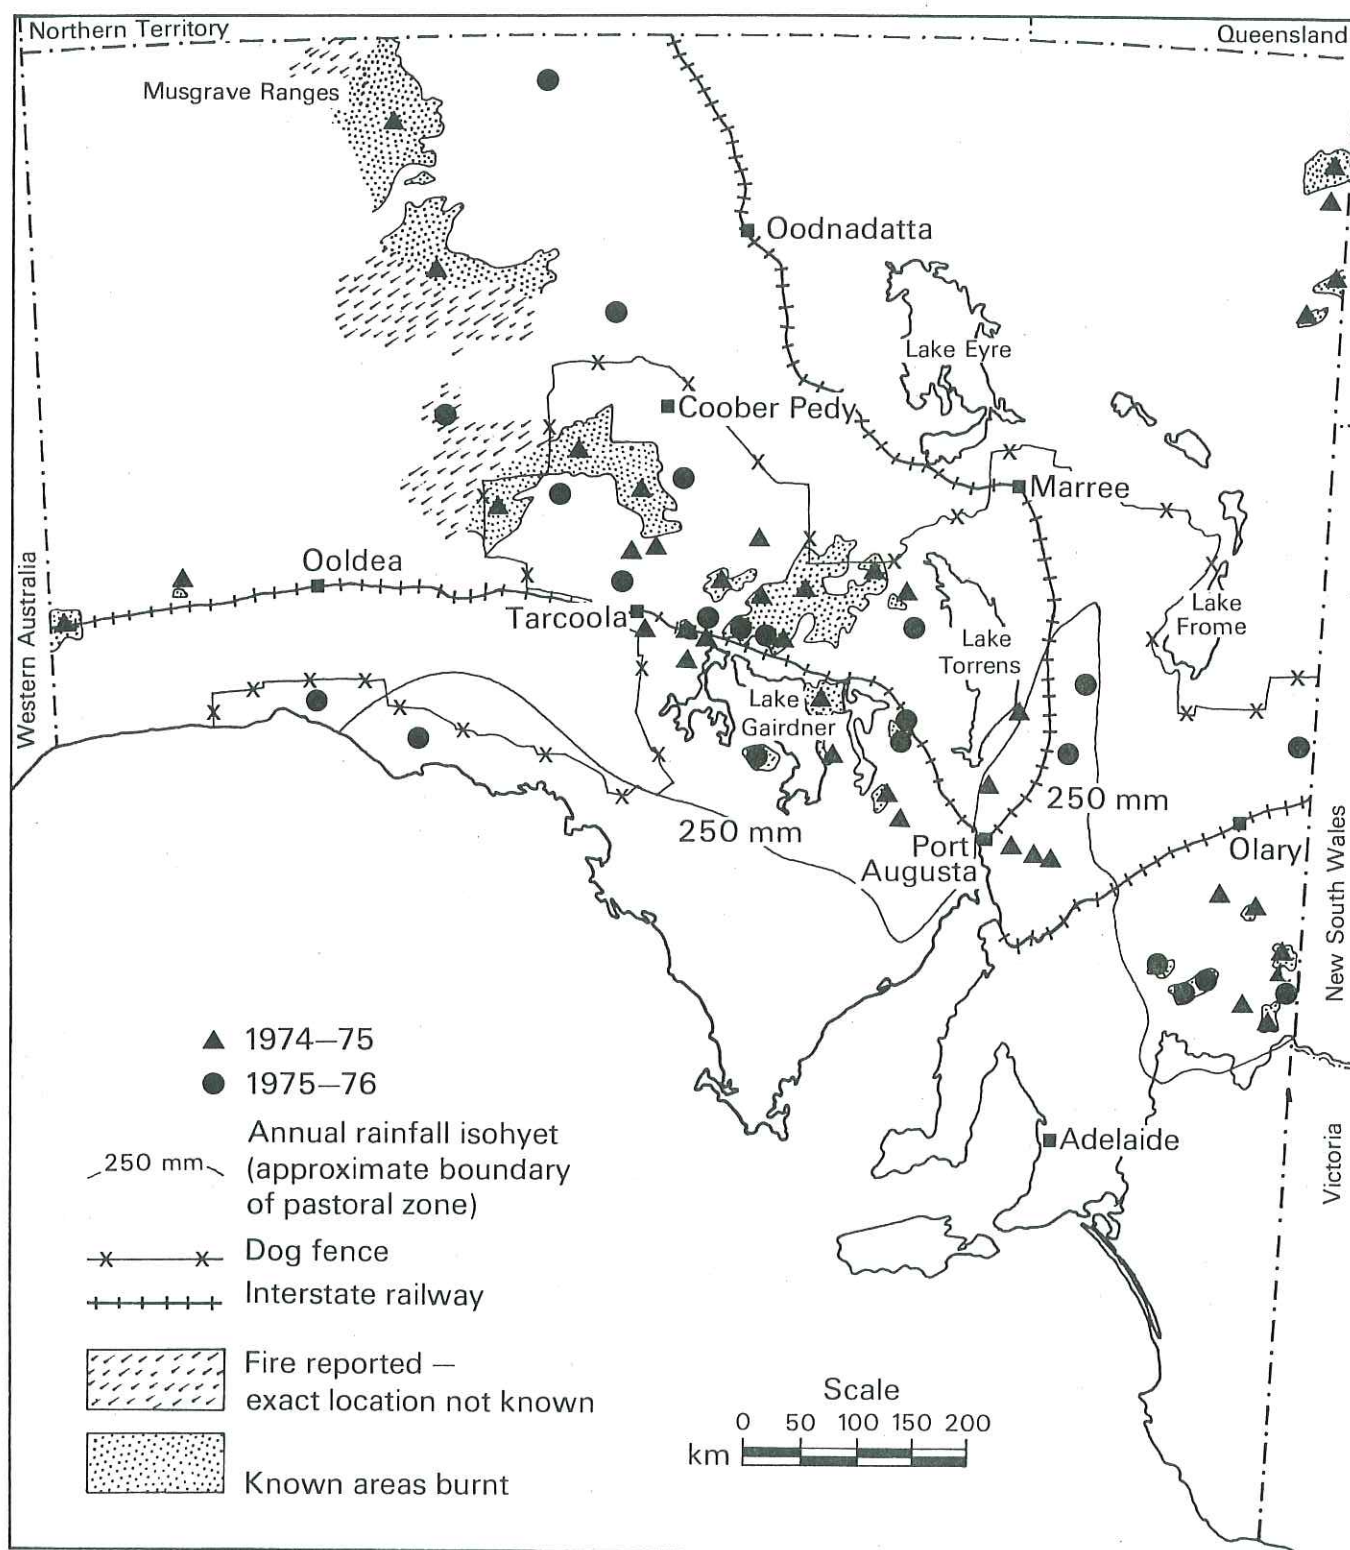 Northern Territory
Queensland
Musgrave Ranges
Oodnadatta
Lake Eyre
Coober Pedy
Marree
Western Australia
Ooldea
Tarcoola
Lake
Frome
Lake
Torrens
Lake
Gairdner
250 mm
250 mm
Port
Augusta
Olary
New South Wales
1974–75
1975–76
Annual rainfall isohyet
250 mm
(approximate boundary
of pastoral zone)
Adelaide
Victoria
Dog fence
Interstate railway
Fire reported –
exact location not known
Scale
0 50 100 150 200
km
Known areas burnt